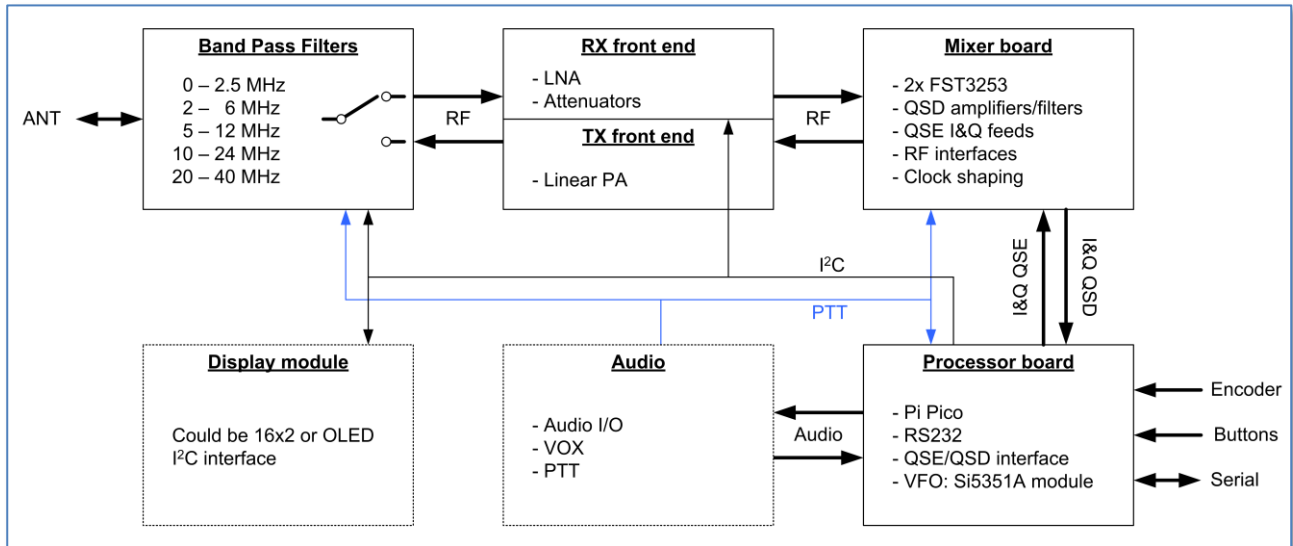 Band Pass Filters
0 – 2.5 MHz
2 – 6 MHz
5 – 12 MHz
10 – 24 MHz
20 – 40 MHz
ANT
RF
RX front end
- LNA
- Attenuators
TX front end
- Linear PA
RF
Mixer board
- 2x FST3253
- QSD amplifiers/filters
- QSE I&Q feeds
- RF interfaces
- Clock shaping
I²C
PTT
I&Q QSE
I&Q QSD
Display module
Could be 16x2 or OLED
I²C interface
Audio
- Audio I/O
- VOX
- PTT
Audio
Processor board
- Pi Pico
- RS232
- QSE/QSD interface
- VFO: Si5351A module
Encoder
Buttons
Serial